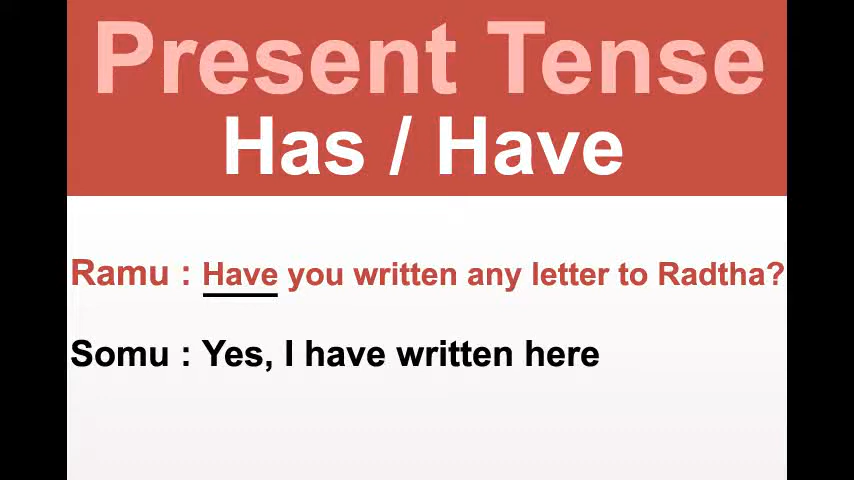 Present Tense
Has / Have
Ramu : Have you written any letter to Radtha?
Somu : Yes, I have written here